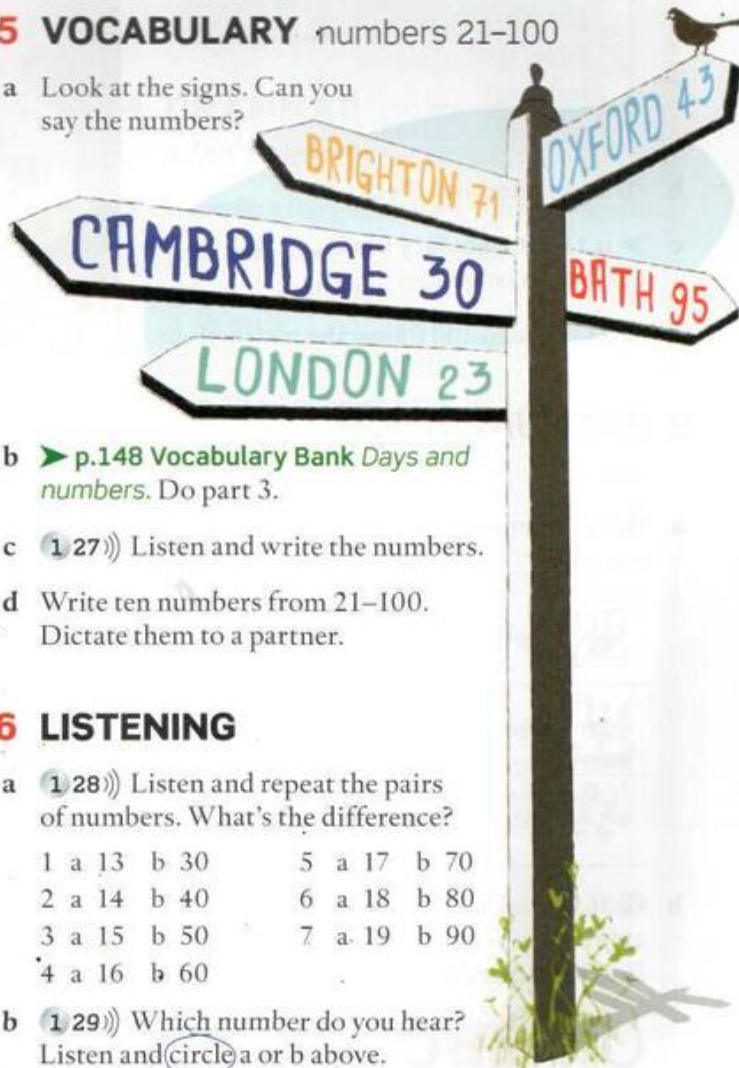 5 VOCABULARY numbers 21–100
a Look at the signs. Can you
say the numbers?
BRIGHTON 71
OXFORD 43
CAMBRIDGE 30
BATH 95
LONDON 23
b ➤ p.148 Vocabulary Bank Days and
numbers. Do part 3.
c 1 27))) Listen and write the numbers.
d Write ten numbers from 21–100.
Dictate them to a partner.
6 LISTENING
a 1 28))) Listen and repeat the pairs
of numbers. What's the difference?
1 a 13 b 30 5 a 17 b 70
2 a 14 b 40 6 a 18 b 80
3 a 15 b 50 7 a 19 b 90
4 a 16 b 60
b 1 29))) Which number do you hear?
Listen and circle a or b above.